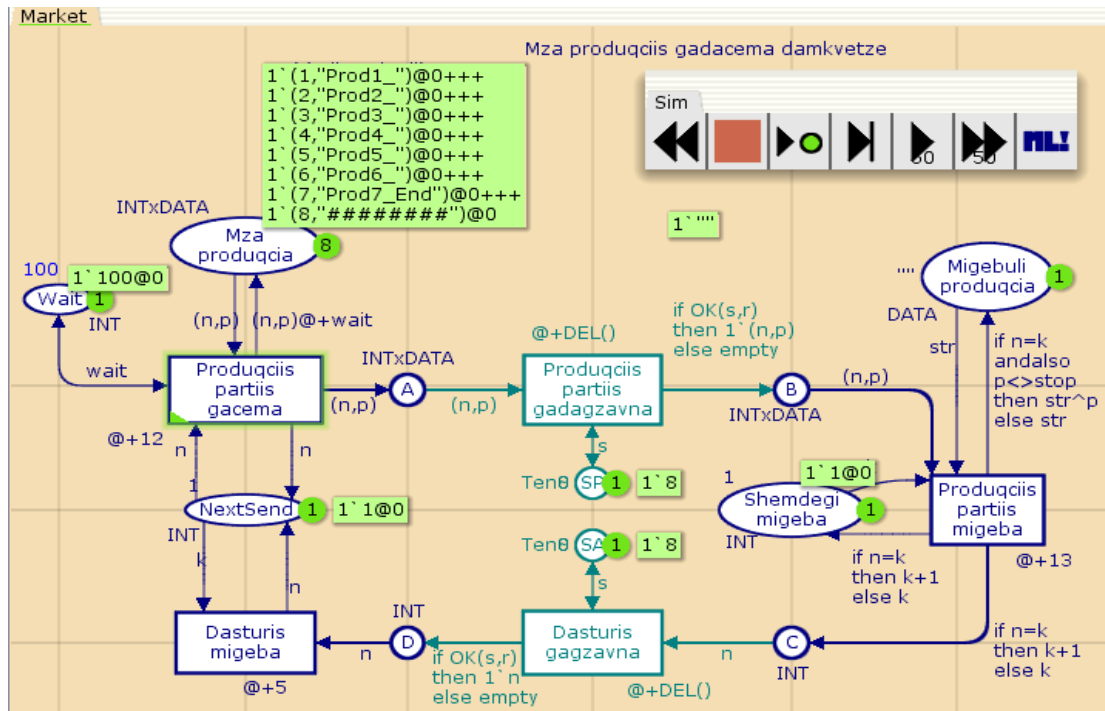 Market
Mza produqciis gadacema damkvetze
1`(1,"Prod1_")@0+++
1`(2,"Prod2_")@0+++
1`(3,"Prod3_")@0+++
1`(4,"Prod4_")@0+++
1`(5,"Prod5_")@0+++
1`(6,"Prod6_")@0+++
1`(7,"Prod7_End")@0+++
1`(8,"########")@0
Sim
50
ML!
INTxDATA
Mza
produqcia
8
1`""
100
1`100@0
Wait
1
INT
""
Migebuli
produqcia
1
DATA
(n,p)
(n,p)@+wait
wait
Produqciis
partiis
gacema
@+12
(n,p)
INTxDATA
A
(n,p)
@+DEL()
Produqciis
partiis
gadagzavna
if OK(s,r)
then 1`(n,p)
else empty
B
INTxDATA
(n,p)
str
if n=k
andalso
p<>stop
then str^p
else str
n
n
1
NextSend
1
1`1@0
INT
s
SP
1
1`8
SA
1
1`8
s
1
1`1@0
Shemdegi
migeba
1
INT
Produqciis
partiis
migeba
@+13
if n=k
then k+1
else k
k
n
Dasturis
migeba
@+5
INT
D
n
if OK(s,r)
then 1`n
else empty
Dasturis
gagzavna
@+DEL()
n
C
INT
if n=k
then k+1
else k